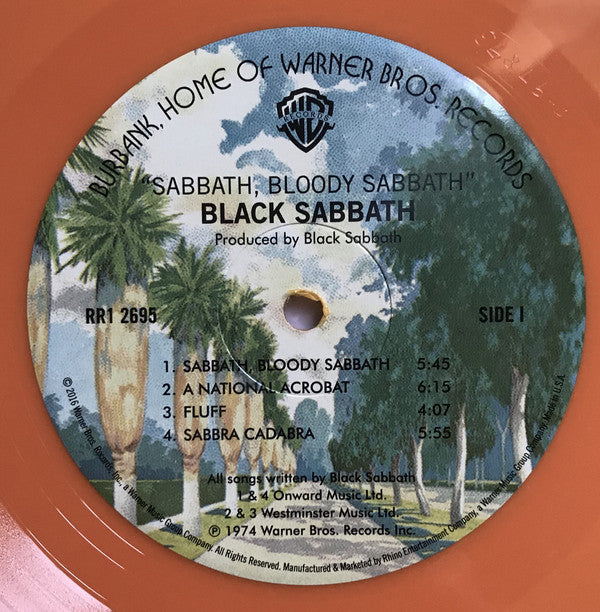 BURBANK, HOME OF WARNER BROS. RECORDS
WB
RECORDS
"SABBATH, BLOODY SABBATH"
BLACK SABBATH
Produced by Black Sabbath
RR1 2695
SIDE I
1. SABBATH, BLOODY SABBATH 5:45
2. A NATIONAL ACROBAT 6:15
3. FLUFF 4:07
4. SABBRA CADABRA 5:55
All songs written by Black Sabbath
1 & 4 Onward Music Ltd.
2 & 3 Westminster Music Ltd.
℗ 1974 Warner Bros. Records Inc.
© 2016 Warner Bros. Records, Inc., a Warner Music Group Company. All Rights Reserved. Manufactured & Marketed by Rhino Entertainment Company, a Warner Music Group Company. Made in U.S.A.